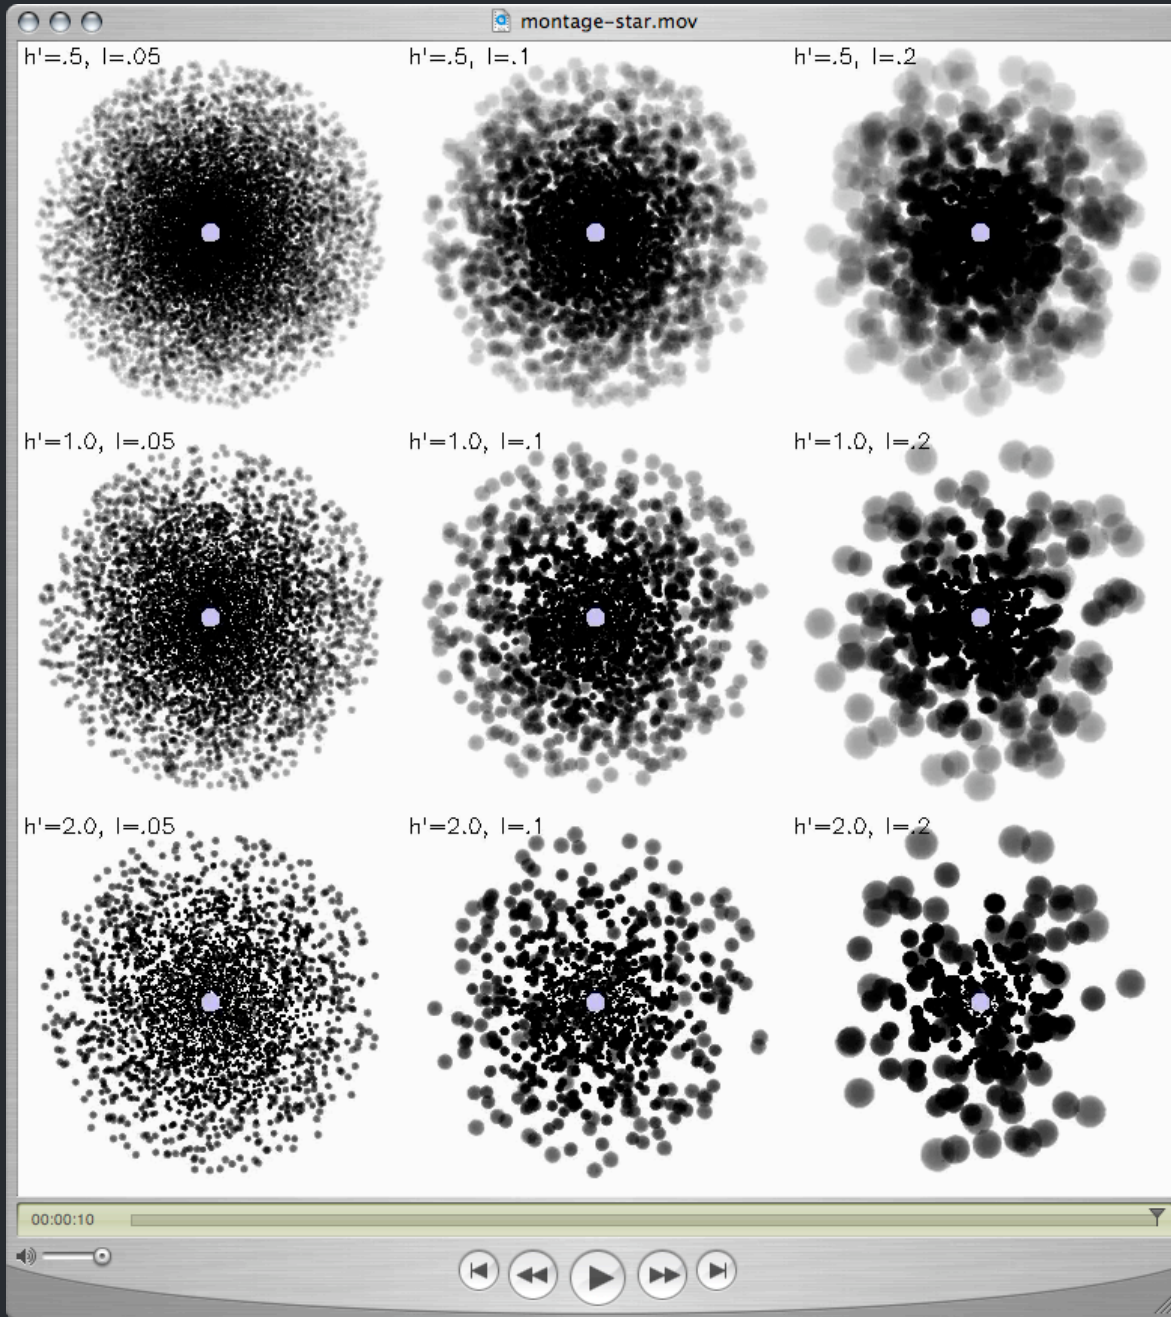 montage-star.mov
h'=.5, l=.05
h'=.5, l=.1
h'=.5, l=.2
h'=1.0, l=.05
h'=1.0, l=.1
h'=1.0, l=.2
h'=2.0, l=.05
h'=2.0, l=.1
h'=2.0, l=.2
00:00:10